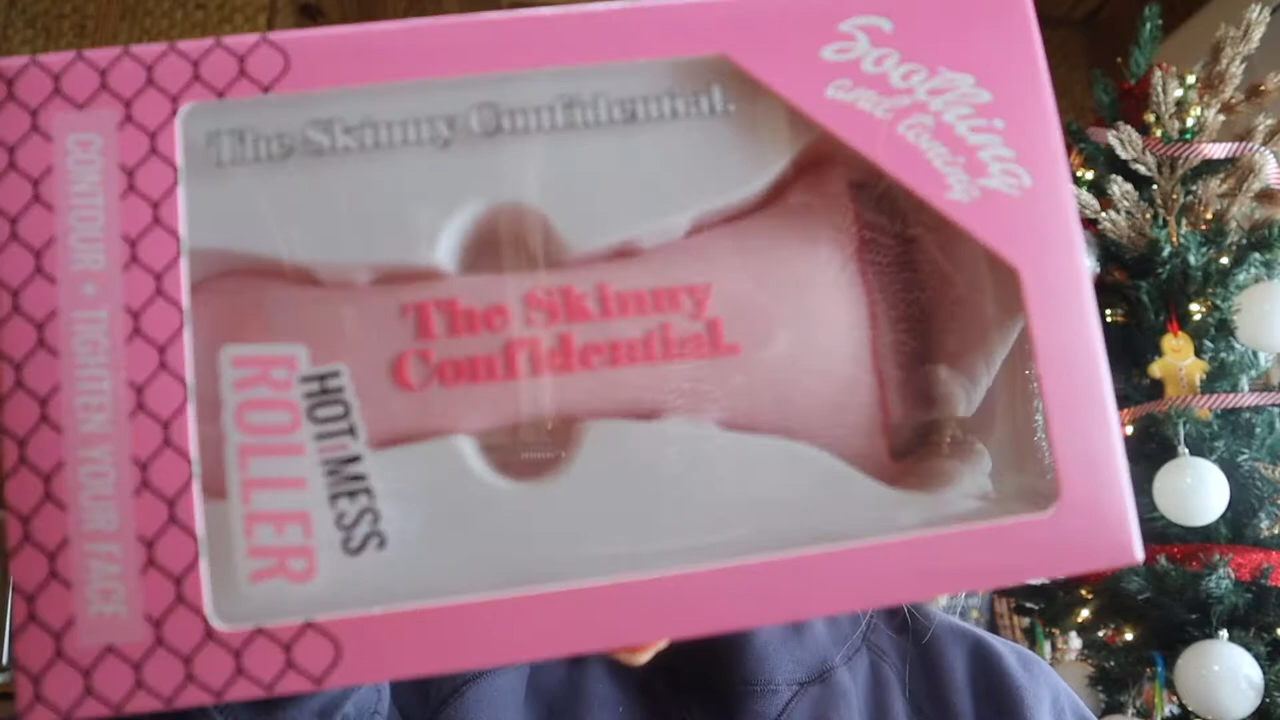 Soothing
and toning
The Skinny Confidential.
The Skinny
Confidential.
HOT MESS
ROLLER
CONTOUR • TIGHTEN YOUR FACE